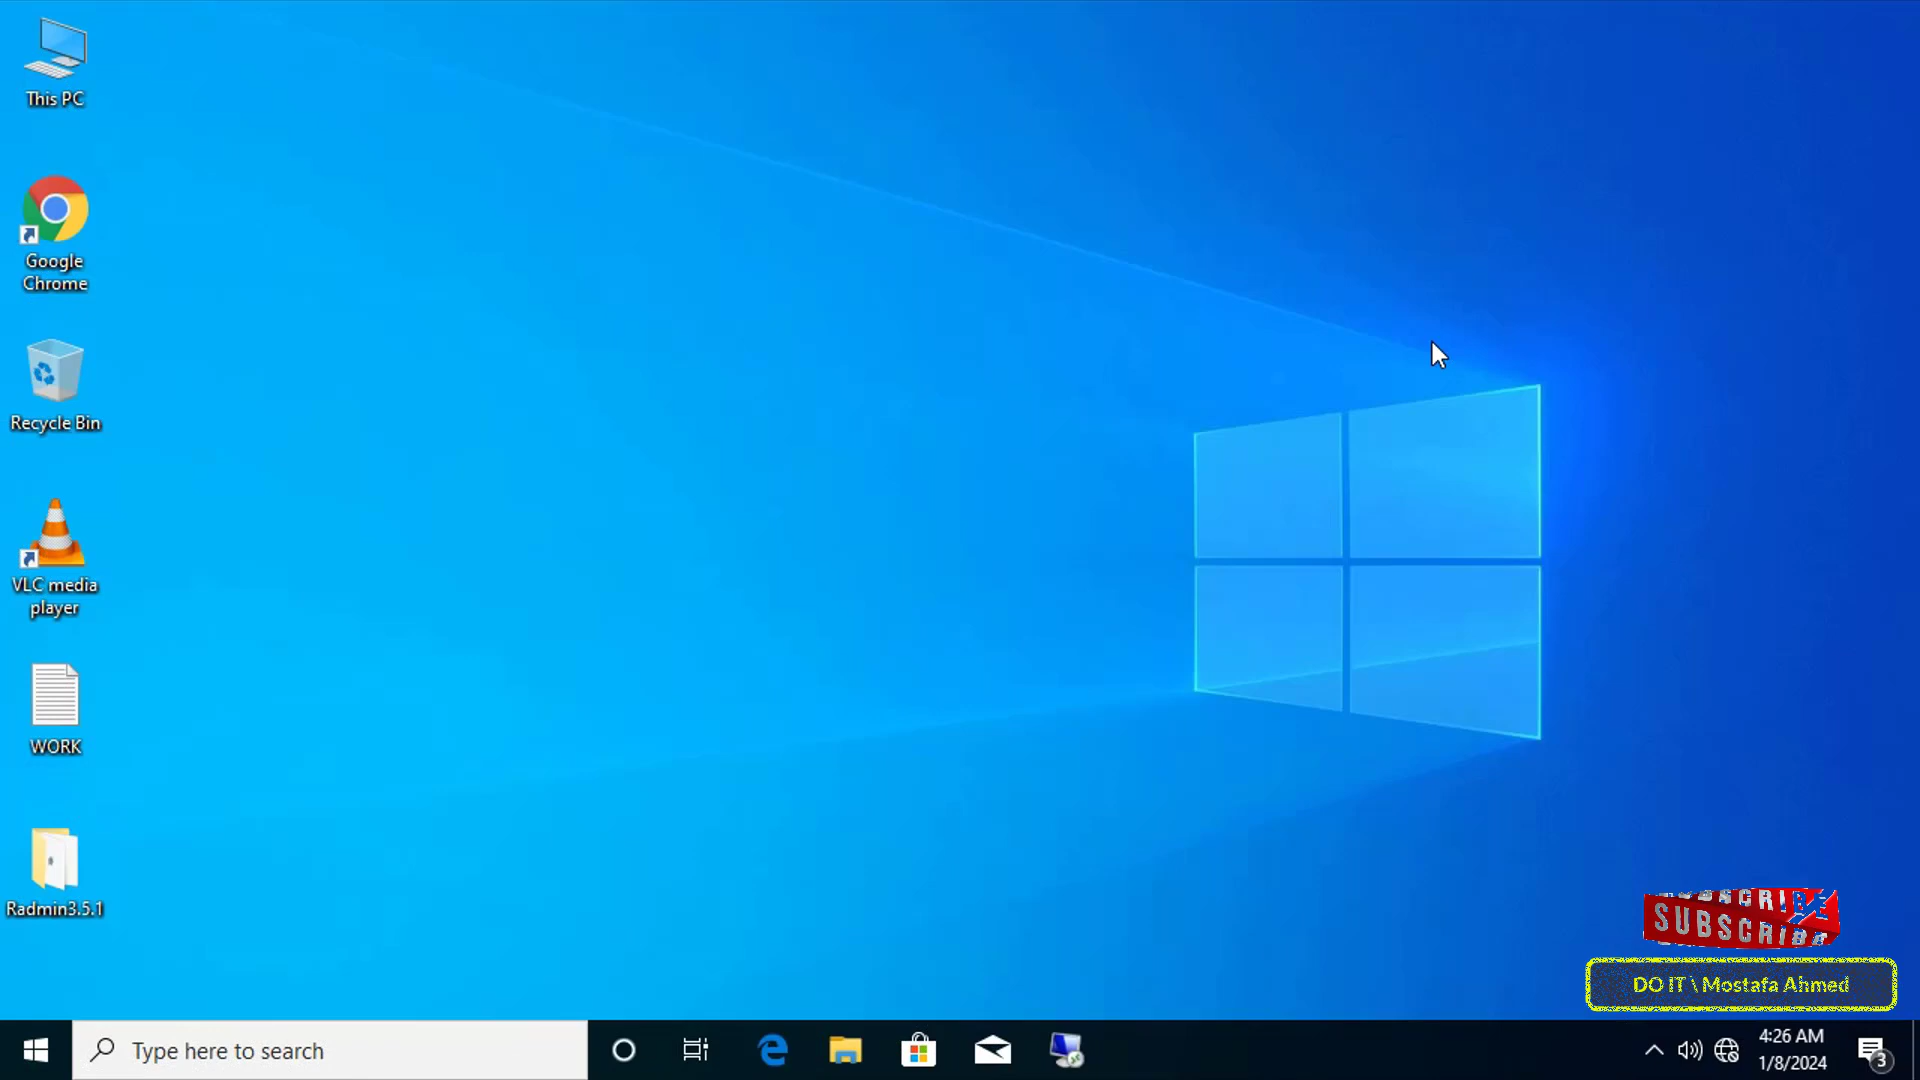 This PC
Google
Chrome
Recycle Bin
VLC media
player
WORK
Radmin3.5.1
SUBSCRIBE
SUBSCRIBE
DO IT \ Mostafa Ahmed
Type here to search
4:26 AM
1/8/2024
3